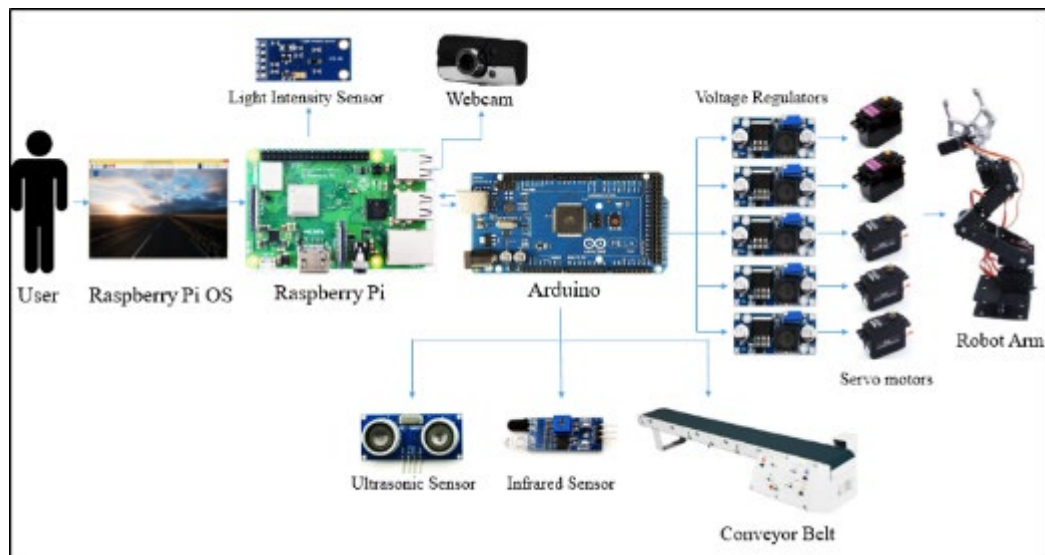 Light Intensity Sensor
Webcam
Voltage Regulators
User
Raspberry Pi OS
Raspberry Pi
Arduino
Robot Arm
Servo motors
Ultrasonic Sensor
Infrared Sensor
Conveyor Belt